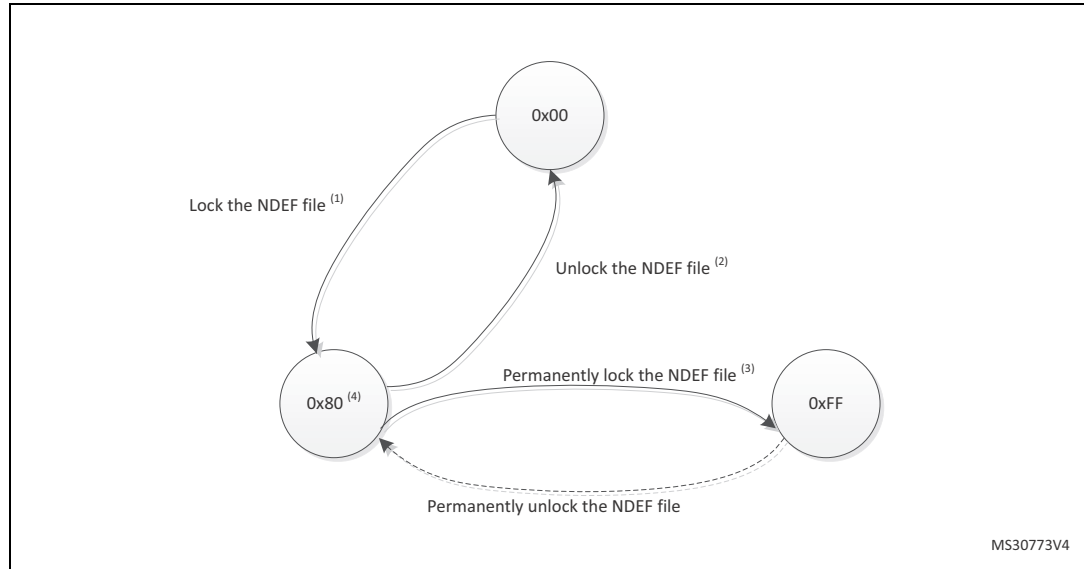 0x00
Lock the NDEF file (1)
Unlock the NDEF file (2)
Permanently lock the NDEF file (3)
0x80 (4)
0xFF
Permanently unlock the NDEF file
MS30773V4